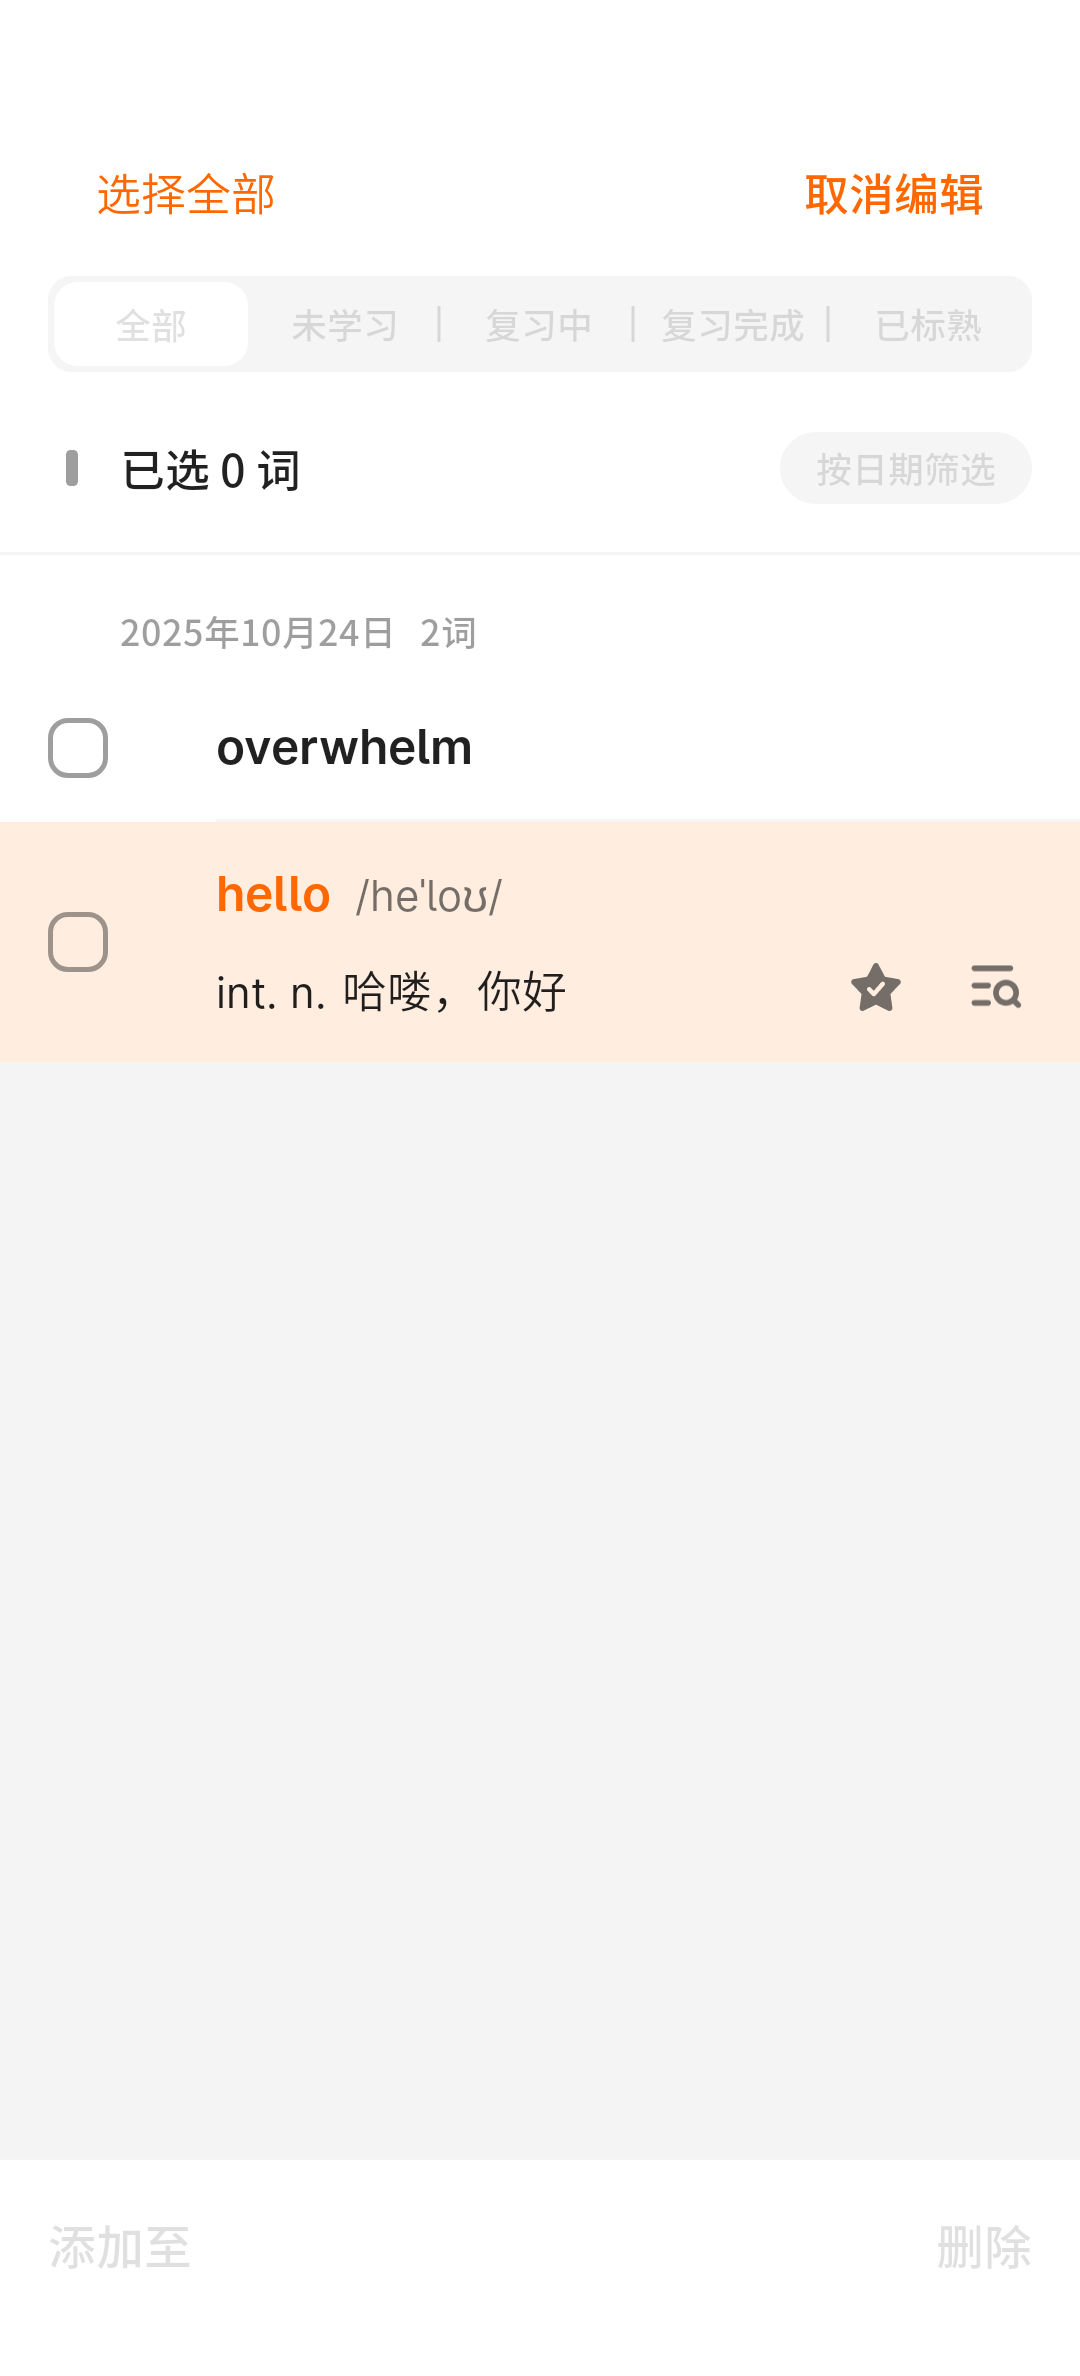 选择全部 取消编辑
全部 未学习 复习中 复习完成 已标熟
已选 0 词 按日期筛选
2025年10月24日 2词
overwhelm
hello /heˈloʊ/
int. n. 哈喽，你好
添加至 删除